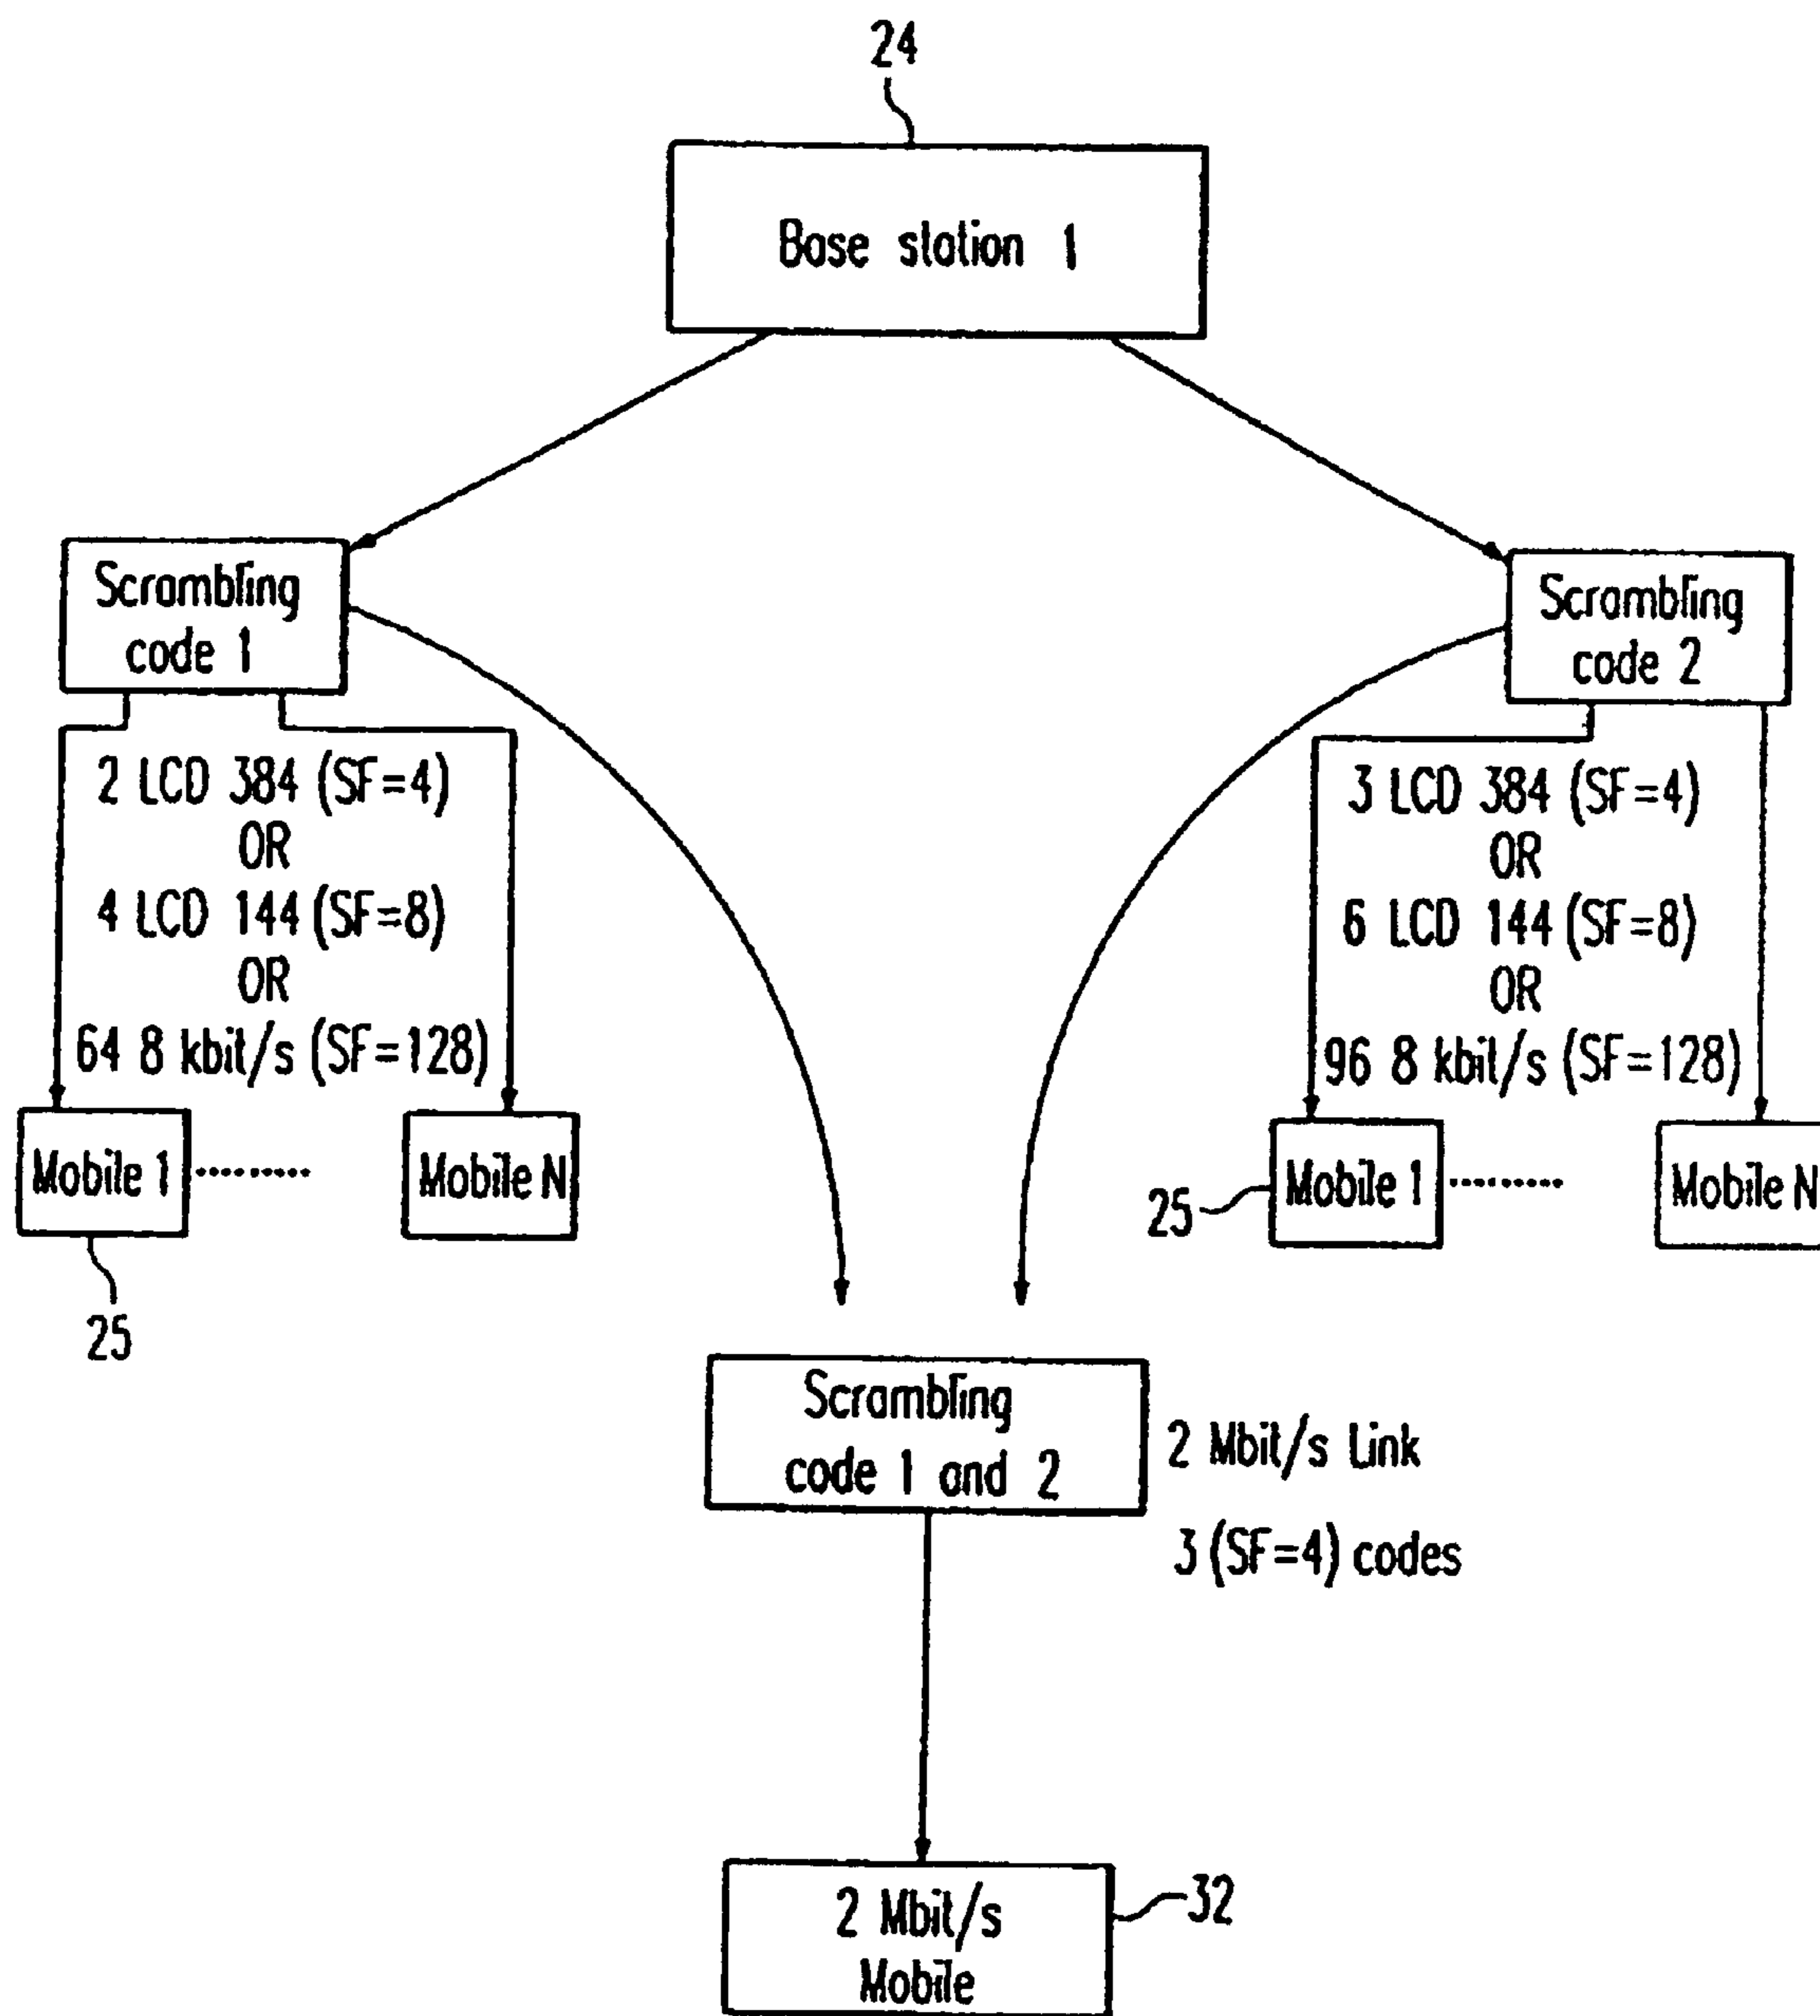 24
Base station 1
Scrambling
code 1
Scrambling
code 2
2 LCD 384 (SF=4)
OR
4 LCD 144 (SF=8)
OR
64 8 kbit/s (SF=128)
3 LCD 384 (SF=4)
OR
6 LCD 144 (SF=8)
OR
96 8 kbit/s (SF=128)
Mobile 1 .........
Mobile N
25
25
Mobile 1 .........
Mobile N
Scrambling
code 1 and 2
2 Mbit/s Link
3 (SF=4) codes
2 Mbit/s
Mobile
32